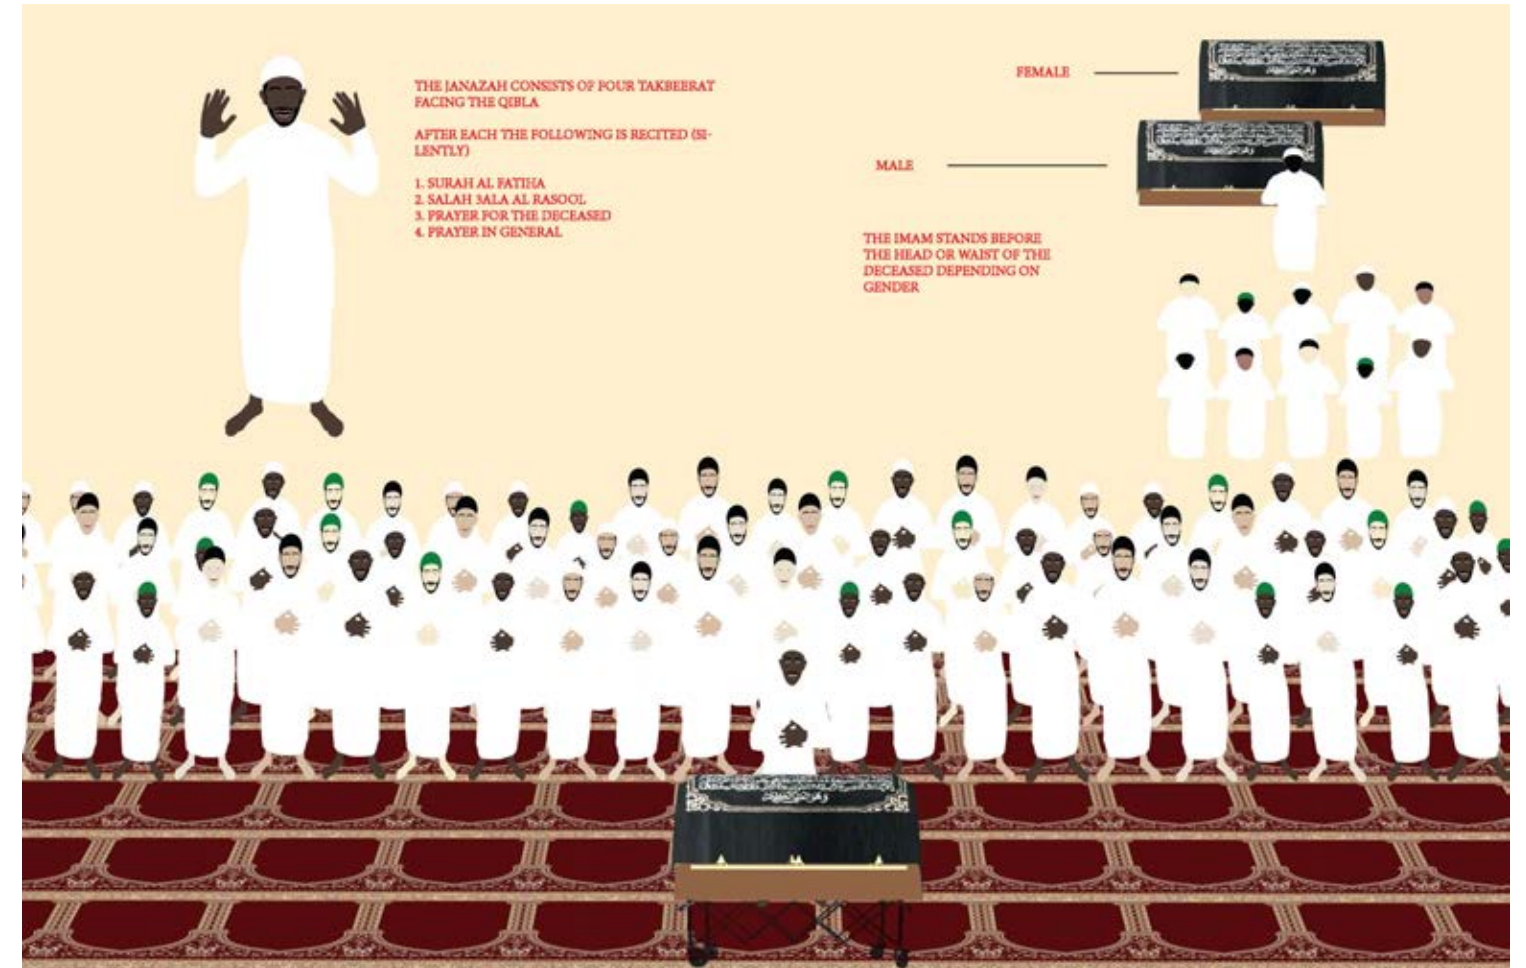 THE JANAZAH CONSISTS OF FOUR TAKBEERAT
FACING THE QIBLA
AFTER EACH THE FOLLOWING IS RECITED (SI-
LENTLY)
1. SURAH AL FATIHA
2. SALAH 3ALA AL RASOOL
3. PRAYER FOR THE DECEASED
4. PRAYER IN GENERAL
FEMALE
MALE
THE IMAM STANDS BEFORE
THE HEAD OR WAIST OF THE
DECEASED DEPENDING ON
GENDER